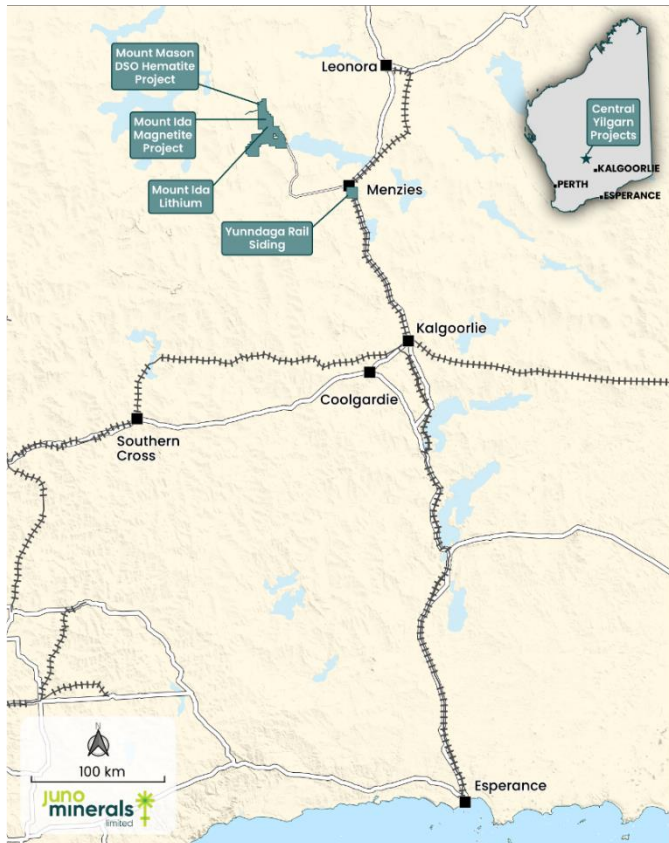 Mount Mason
DSO Hematite
Project
Leonora
Mount Ida
Magnetite
Project
Mount Ida
Lithium
Menzies
Yunndaga Rail
Siding
Central
Yilgarn
Projects
KALGOORLIE
PERTH
ESPERANCE
Kalgoorlie
Coolgardie
Southern
Cross
N
100 km
juno
minerals
limited
Esperance